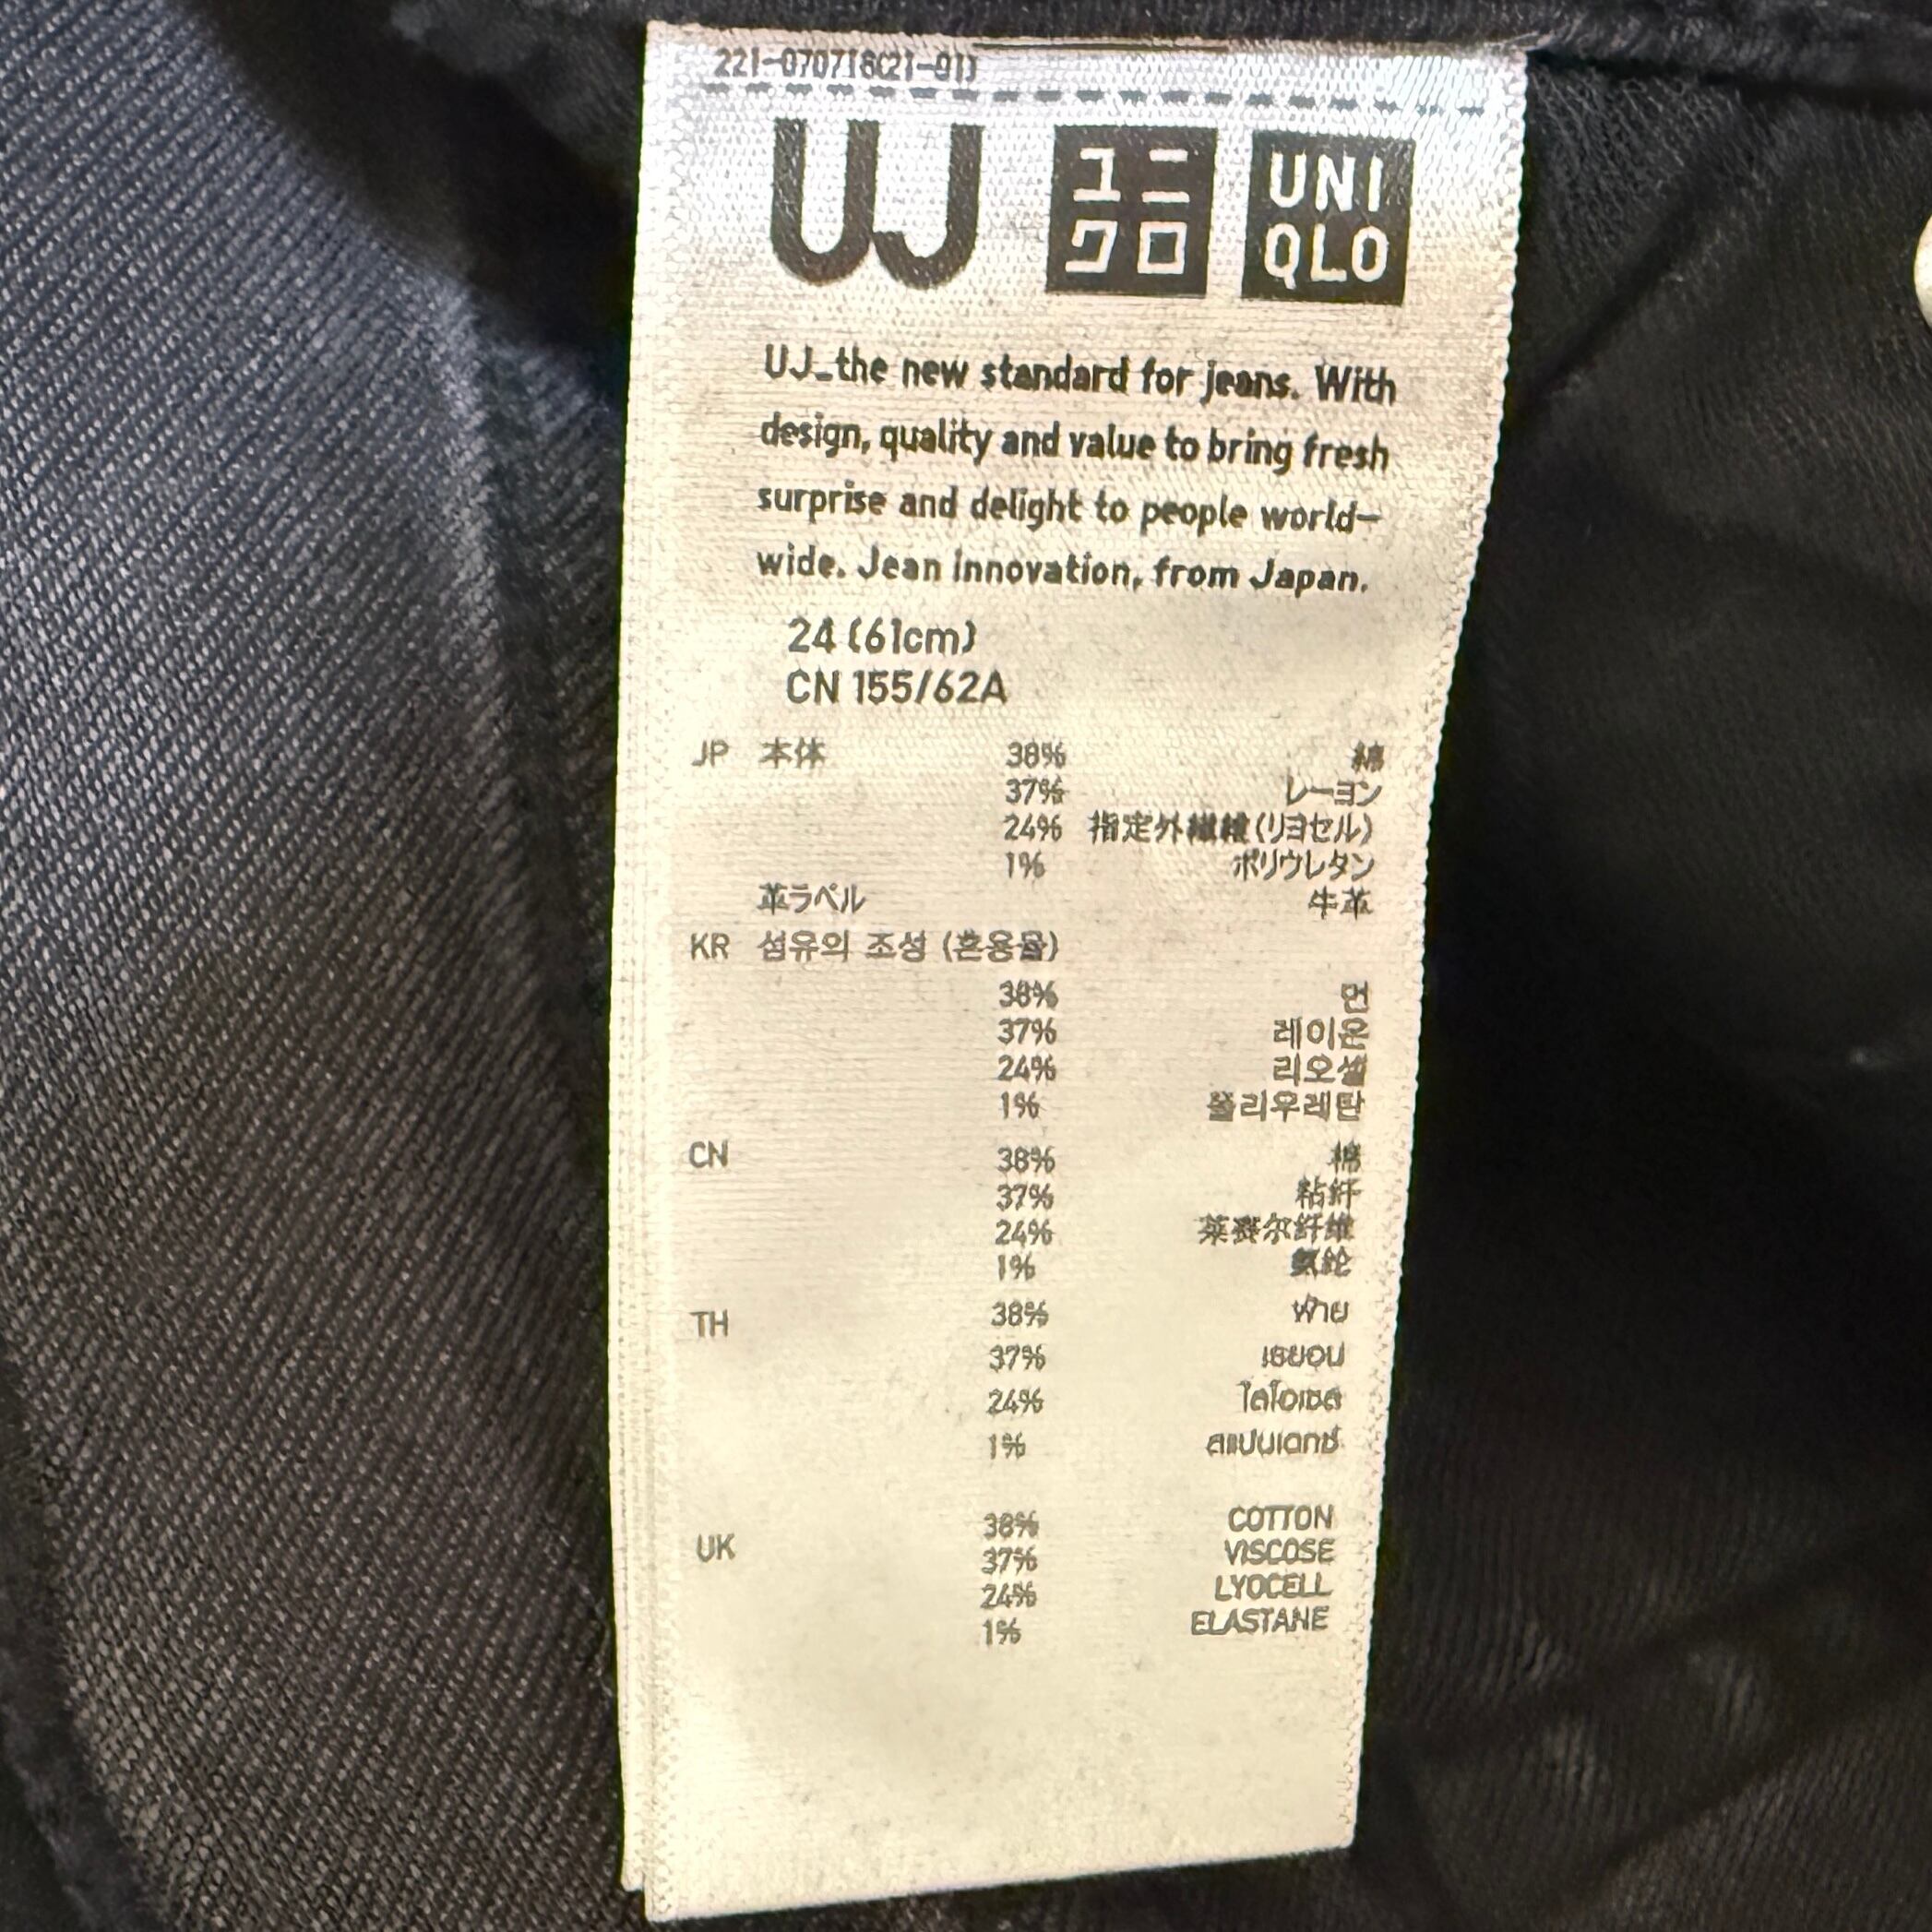 221-070718(21-01)
UJ ユニクロ UNIQLO
UJ_the new standard for jeans. With
design, quality and value to bring fresh
surprise and delight to people world-
wide. Jean innovation, from Japan.
24 (61cm)
CN 155/62A
JP 本体 38% 綿
37% レーヨン
24% 指定外繊維(リヨセル)
1% ポリウレタン
革ラベル 牛革
KR 섬유의 조성 (혼용률)
38% 면
37% 레이온
24% 리오셀
1% 폴리우레탄
CN 38% 棉
37% 粘纤
24% 莱赛尔纤维
1% 氨纶
TH 38% ฝ้าย
37% เรยอน
24% ไลโอเซล
1% สแปนเดกซ์
UK 38% COTTON
37% VISCOSE
24% LYOCELL
1% ELASTANE